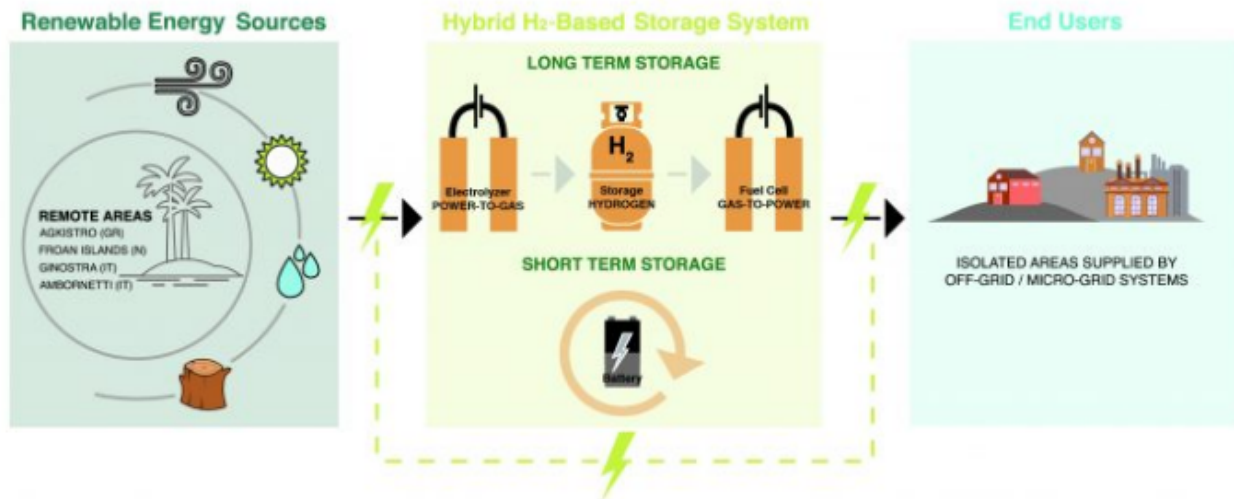 Renewable Energy Sources
Hybrid H₂-Based Storage System
End Users
REMOTE AREAS
AGKISTRO (GR)
FROAN ISLANDS (N)
GINOSTRA (IT)
AMBORNETTI (IT)
LONG TERM STORAGE
Electrolyzer
POWER-TO-GAS
H₂
Storage
HYDROGEN
Fuel Cell
GAS-TO-POWER
SHORT TERM STORAGE
Battery
ISOLATED AREAS SUPPLIED BY
OFF-GRID / MICRO-GRID SYSTEMS